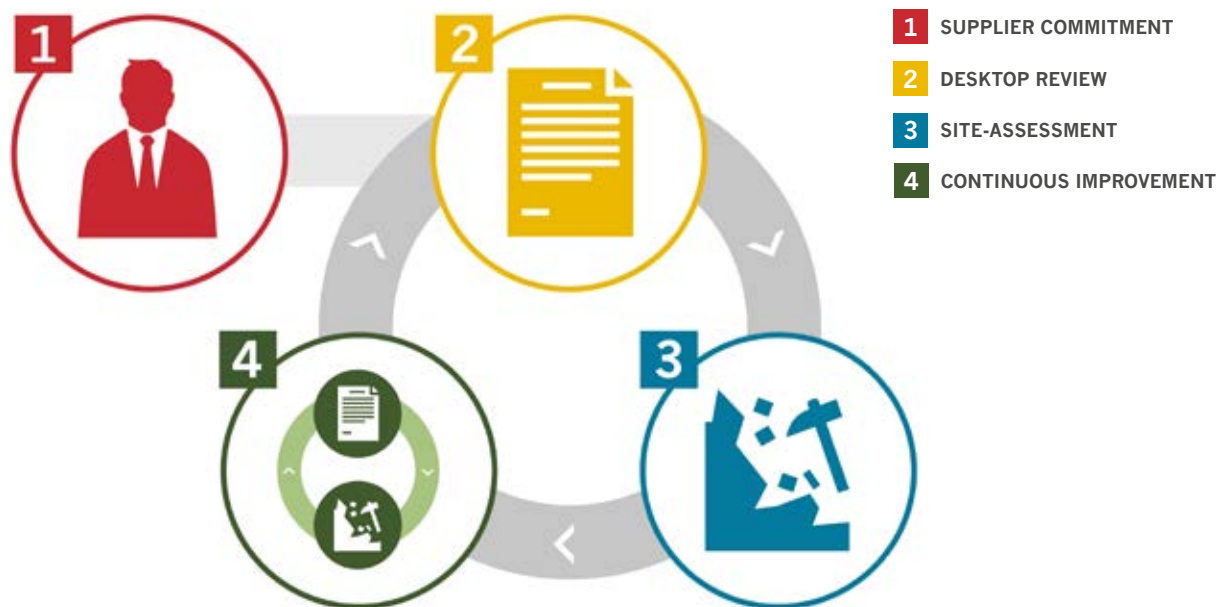 1
2
3
4
1 SUPPLIER COMMITMENT
2 DESKTOP REVIEW
3 SITE-ASSESSMENT
4 CONTINUOUS IMPROVEMENT